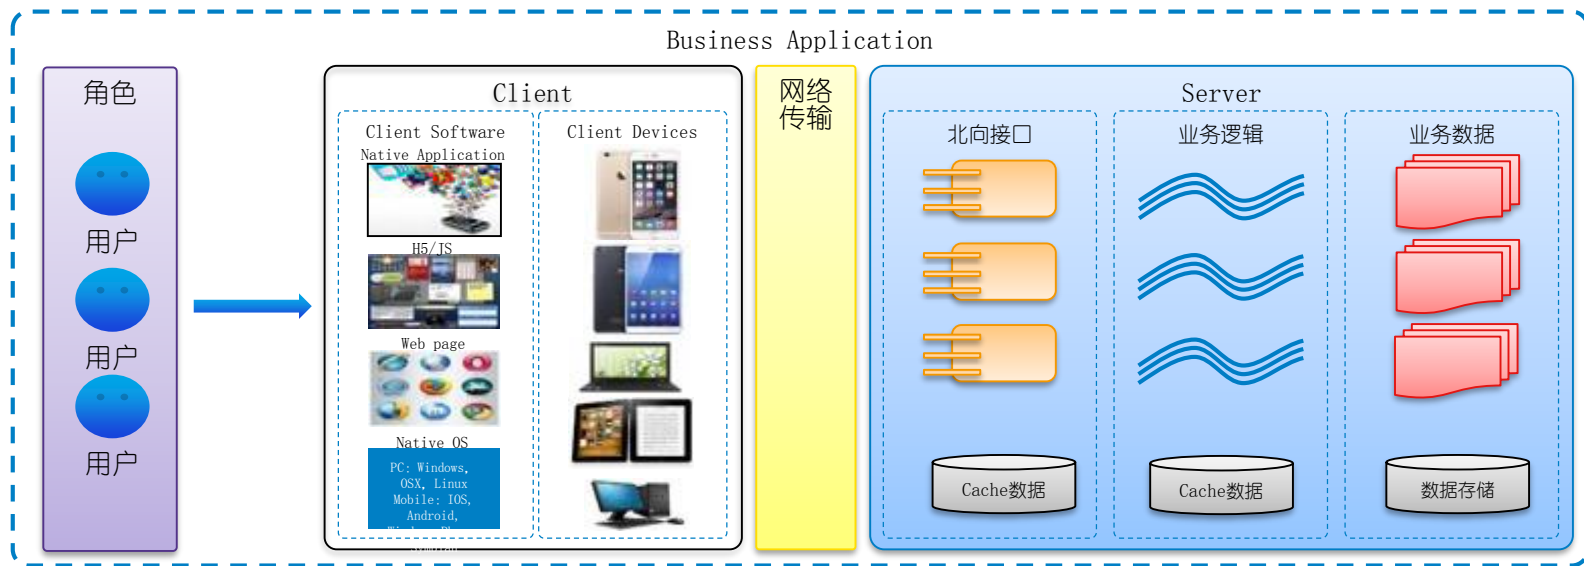 Business Application
角色
用户
用户
用户
Client
Client Software
Native Application
H5/JS
Web page
Native OS
PC: Windows,
OSX, Linux
Mobile: IOS,
Android,
Client Devices
网络
传输
Server
北向接口
Cache数据
业务逻辑
Cache数据
业务数据
数据存储